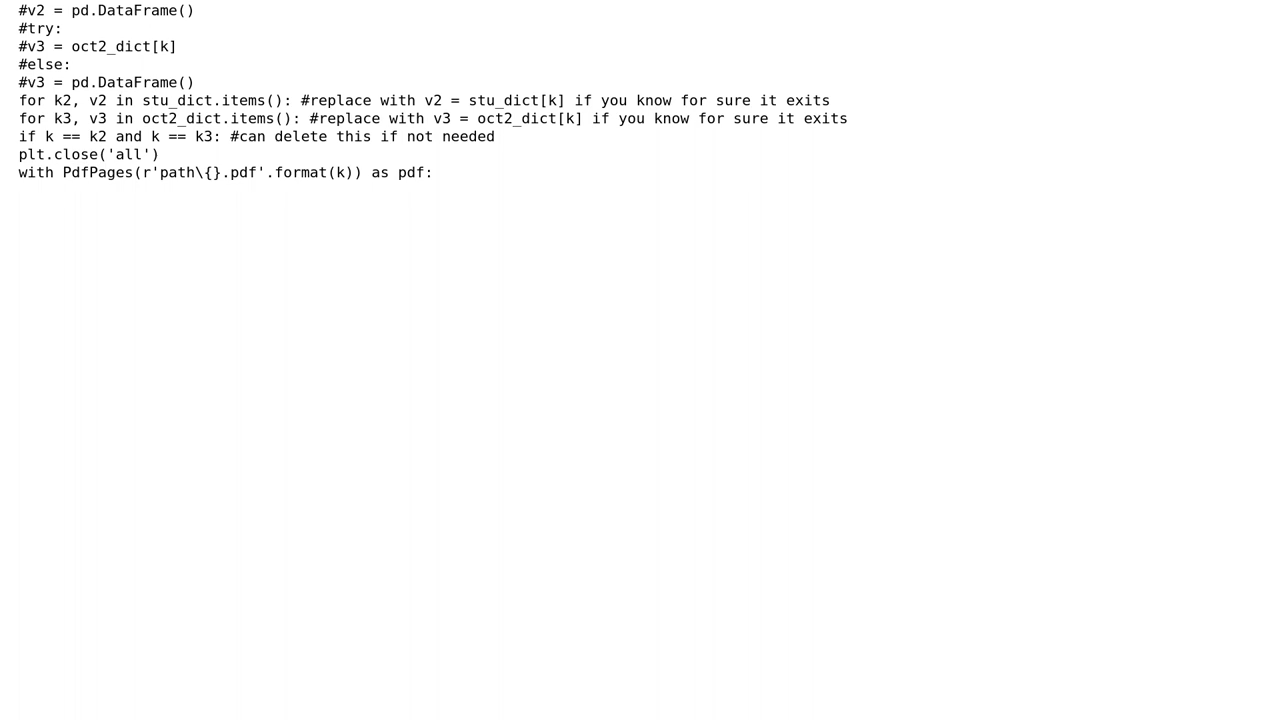 #v2 = pd.DataFrame()
#try:
#v3 = oct2_dict[k]
#else:
#v3 = pd.DataFrame()
for k2, v2 in stu_dict.items(): #replace with v2 = stu_dict[k] if you know for sure it exits
for k3, v3 in oct2_dict.items(): #replace with v3 = oct2_dict[k] if you know for sure it exits
if k == k2 and k == k3: #can delete this if not needed
plt.close('all')
with PdfPages(r'path\{}.pdf'.format(k)) as pdf: